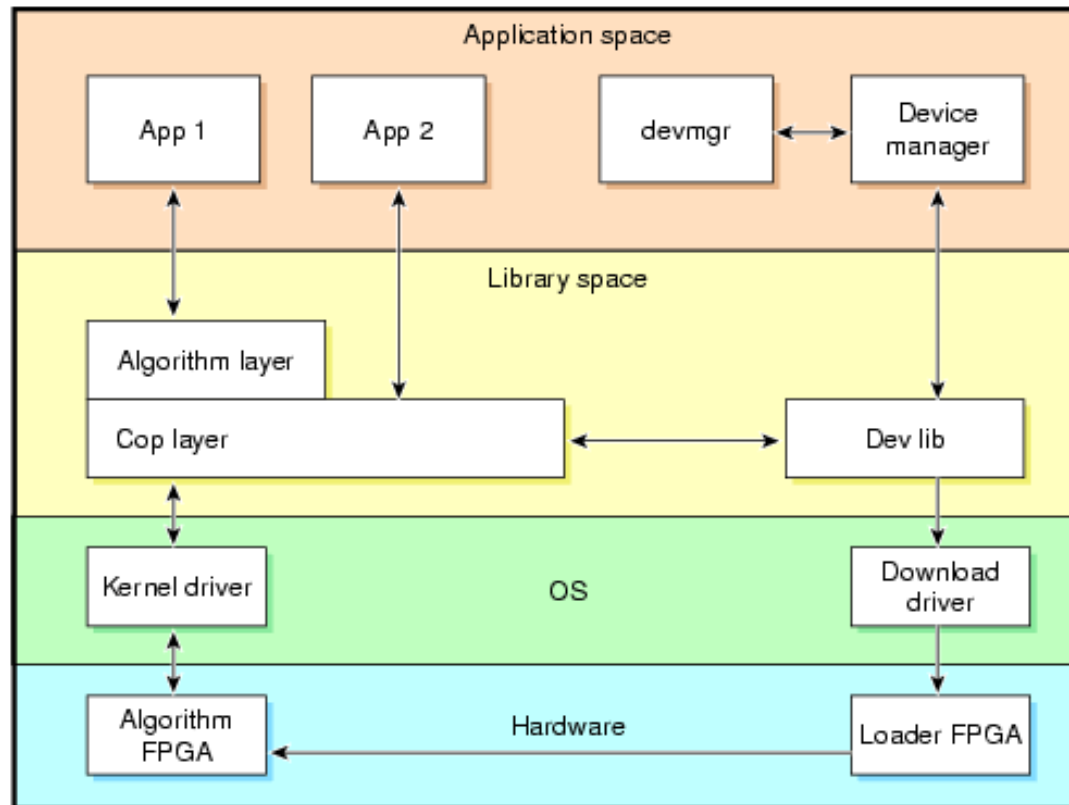 Application space
App 1
App 2
devmgr
Device
manager
Library space
Algorithm layer
Cop layer
Dev lib
Kernel driver
OS
Download
driver
Algorithm
FPGA
Hardware
Loader FPGA